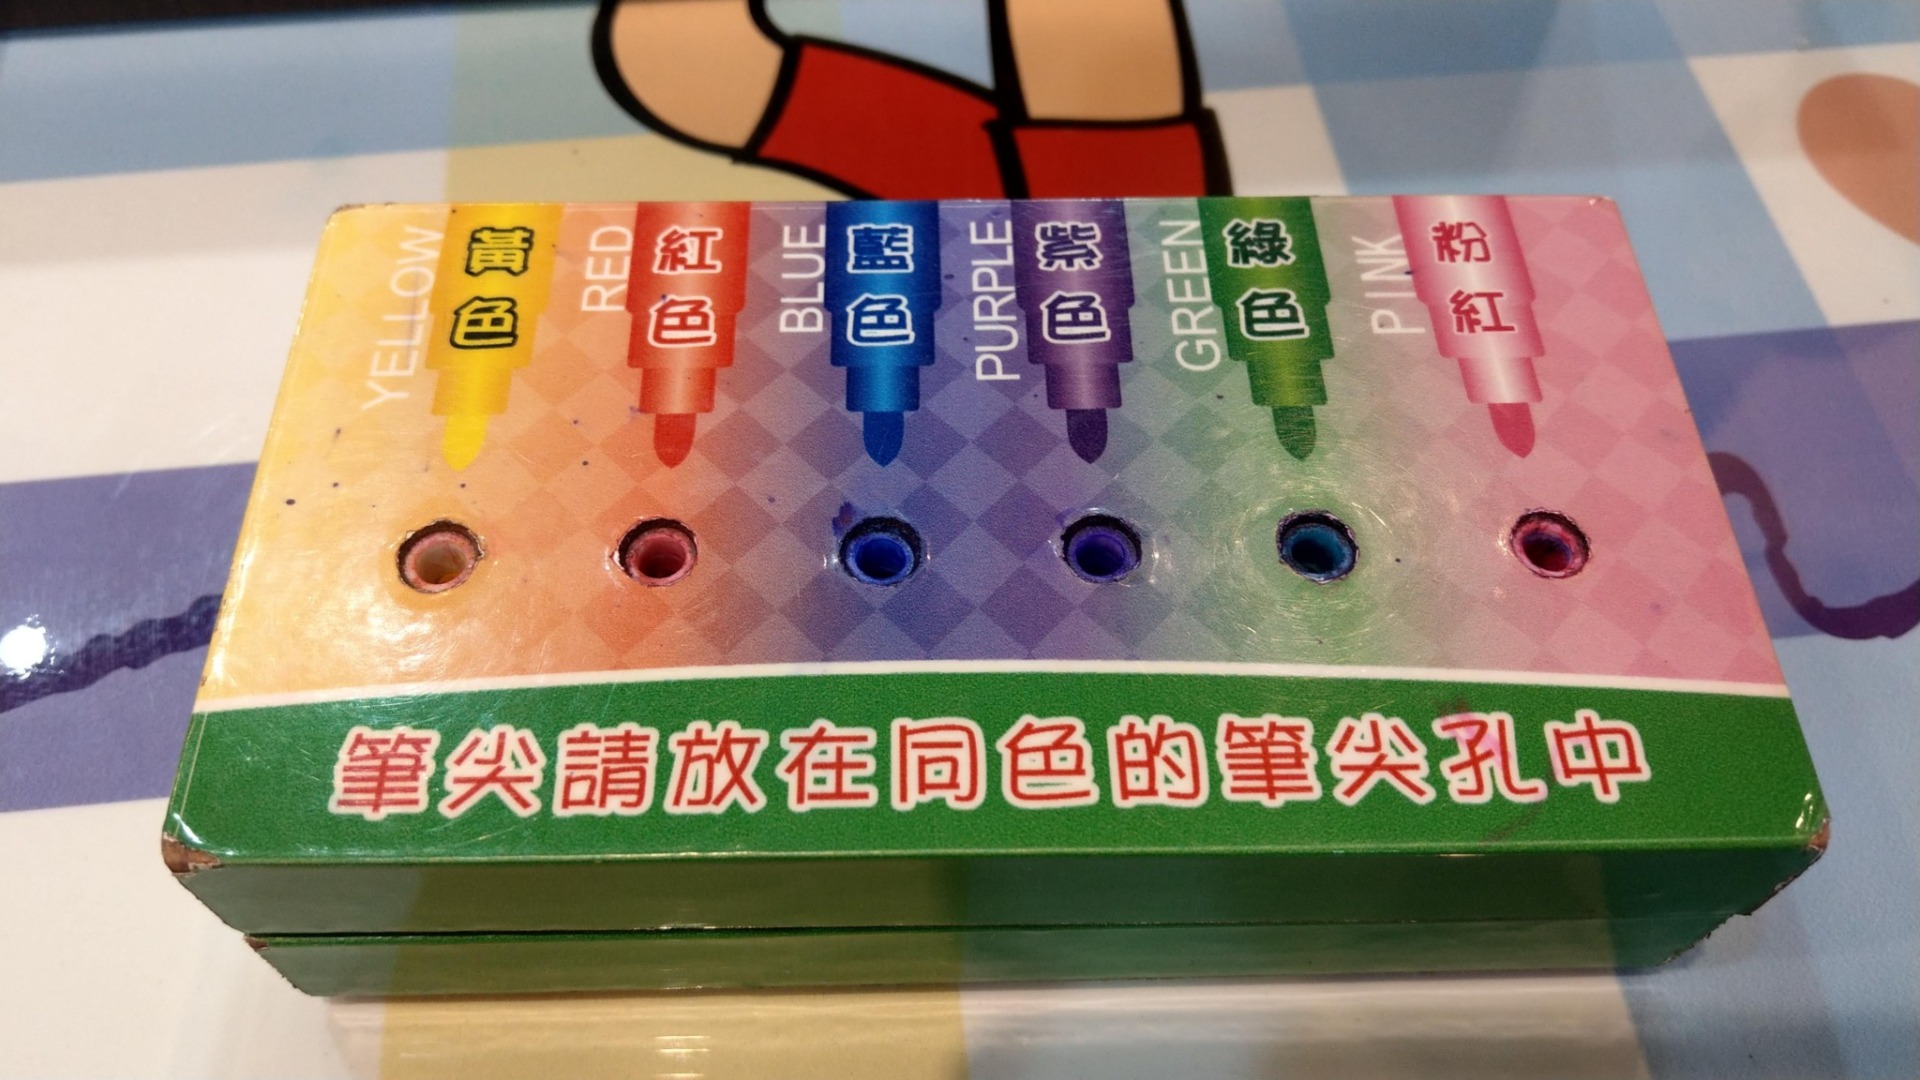 YELLOW
黃色
RED
紅色
BLUE
藍色
PURPLE
紫色
GREEN
綠色
PINK
粉紅
筆尖請放在同色的筆尖孔中